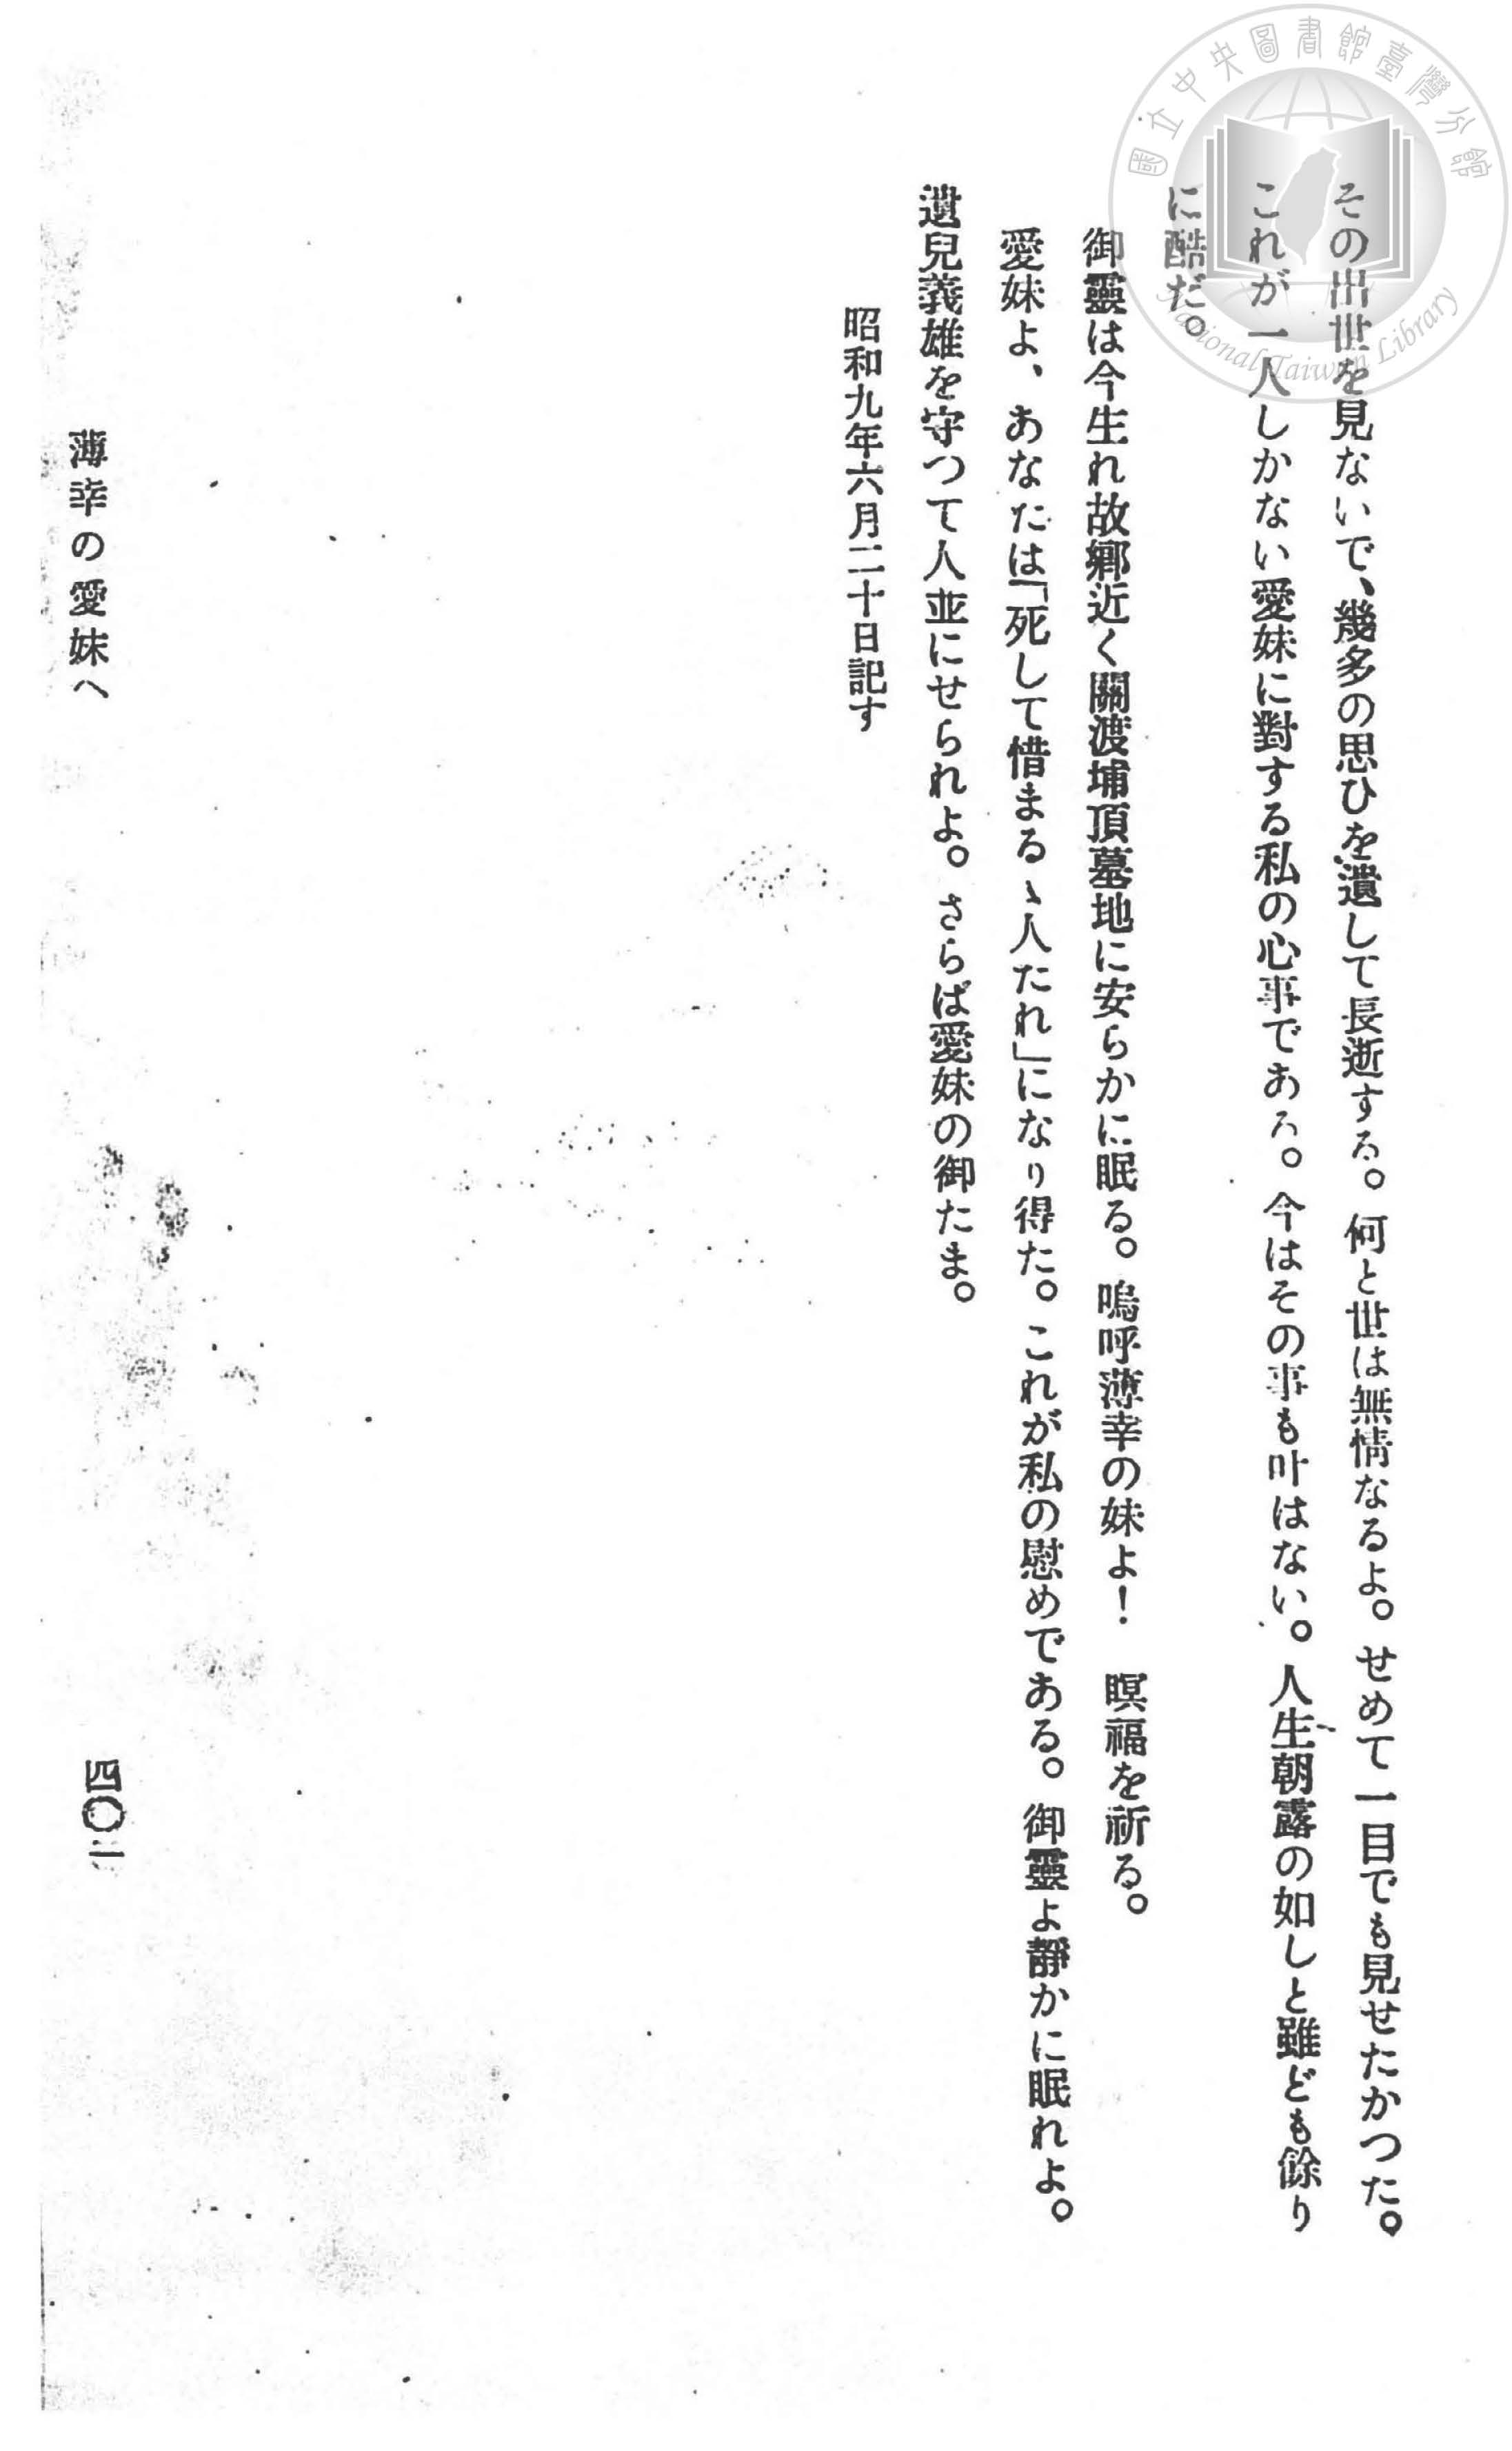 國立中央圖書館臺灣分館
National Taiwan Library
その出世を見ないで、幾多の思ひを遺して長逝する。何と世は無情なるよ。せめて一目でも見せたかつた。
これが一人しかない愛妹に對する私の心事である。今はその事も叶はない。人生朝露の如しと雖ども餘り
に酷だ。
御靈は今生れ故鄕近く關渡埔頂墓地に安らかに眠る。嗚呼薄幸の妹よ！　瞑福を祈る。
愛妹よ、あなたは「死して惜まるゝ人たれ」になり得た。これが私の慰めである。御靈よ靜かに眠れよ。
遺兒義雄を守つて人並にせられよ。さらば愛妹の御たま。
昭和九年六月二十日記す
薄幸の愛妹へ
四〇二